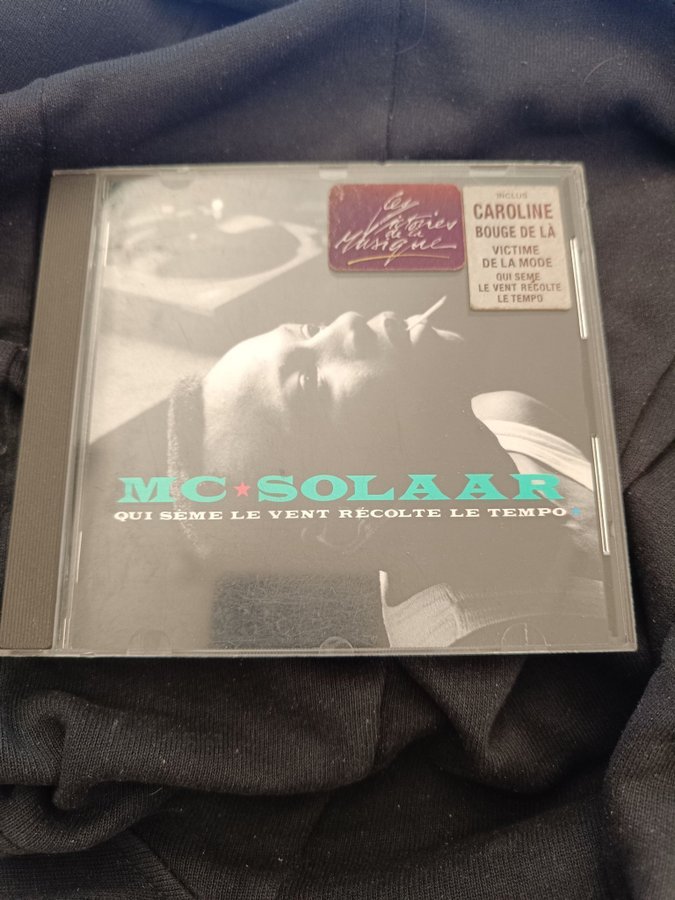 Les
Victoires
de la
Musique
INCLUS
CAROLINE
BOUGE DE LÀ
VICTIME
DE LA MODE
QUI SEME
LE VENT RÉCOLTE
LE TEMPO
MC★SOLAAR
QUI SÈME LE VENT RÉCOLTE LE TEMPO